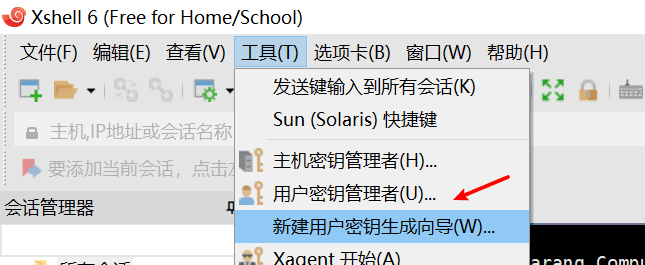 Xshell 6 (Free for Home/School)
文件(F) 编辑(E) 查看(V) 工具(T) 选项卡(B) 窗口(W) 帮助(H)
发送键输入到所有会话(K)
主机,IP地址或会话名称
Sun (Solaris) 快捷键
要添加当前会话，点击
主机密钥管理者(H)...
用户密钥管理者(U)...
会话管理器
新建用户密钥生成向导(W)...
所有会话
Xagent 开始(A)